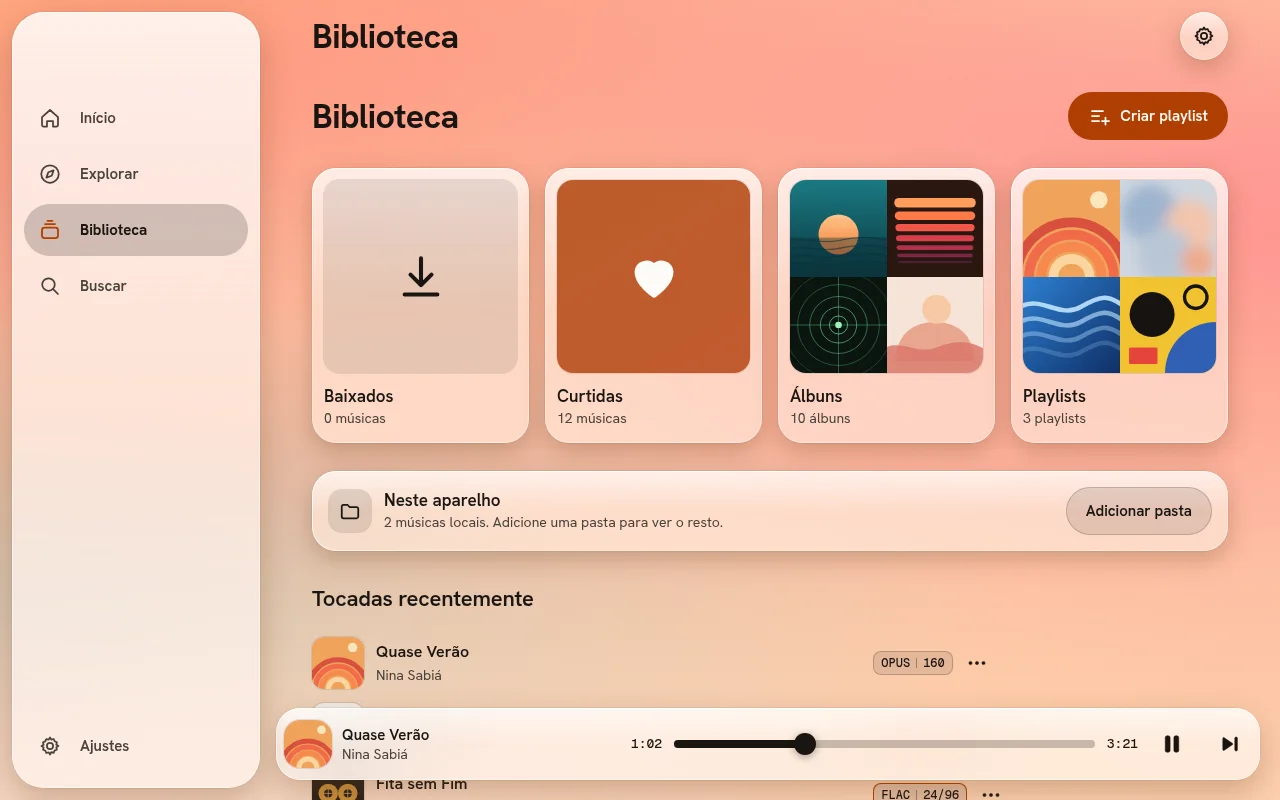 Biblioteca
Início
Explorar
Biblioteca
Buscar
Ajustes
Biblioteca
Criar playlist
Baixados
0 músicas
Curtidas
12 músicas
Álbuns
10 álbuns
Playlists
3 playlists
Neste aparelho
2 músicas locais. Adicione uma pasta para ver o resto.
Adicionar pasta
Tocadas recentemente
Quase Verão
Nina Sabiá
OPUS | 160
Quase Verão
Nina Sabiá
1:02
3:21
Fita sem Fim
FLAC | 24/96